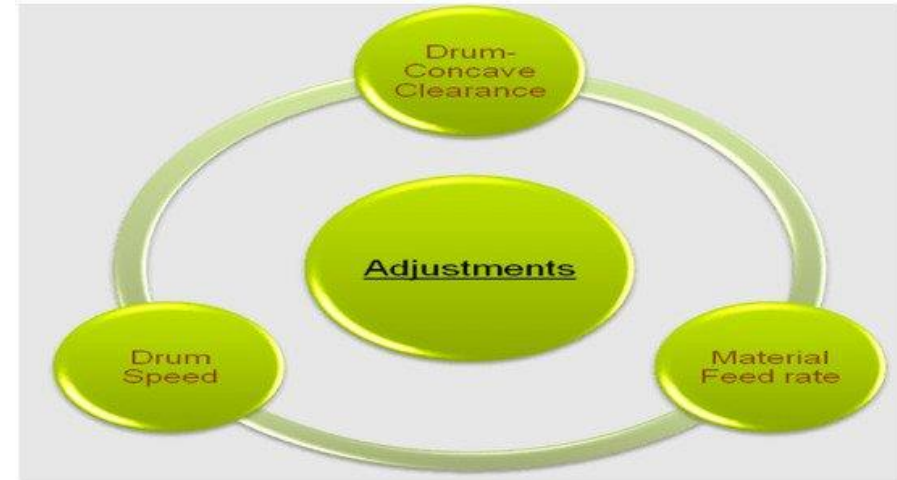 Drum-
Concave
Clearance
Adjustments
Drum
Speed
Material
Feed rate